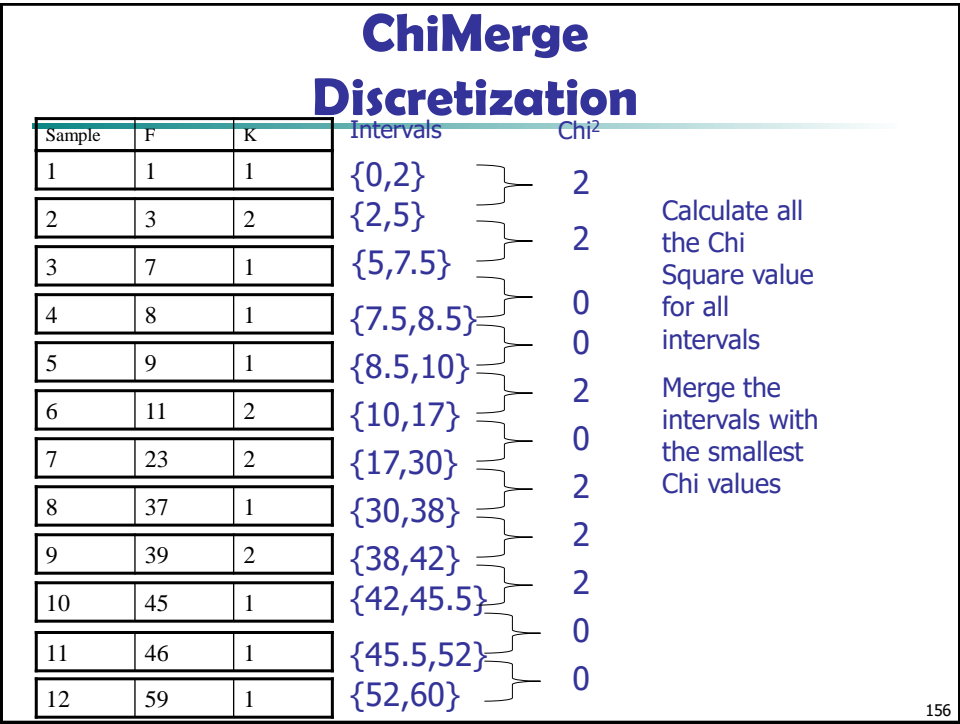 ChiMerge
Discretization
Sample F K Intervals Chi²
1 1 1 {0,2}
2
2 3 2 {2,5}
2
3 7 1 {5,7.5}
0
4 8 1 {7.5,8.5}
0
5 9 1 {8.5,10}
2
6 11 2 {10,17}
0
7 23 2 {17,30}
2
8 37 1 {30,38}
2
9 39 2 {38,42}
2
10 45 1 {42,45.5}
0
11 46 1 {45.5,52}
0
12 59 1 {52,60}
Calculate all
the Chi
Square value
for all
intervals
Merge the
intervals with
the smallest
Chi values
156